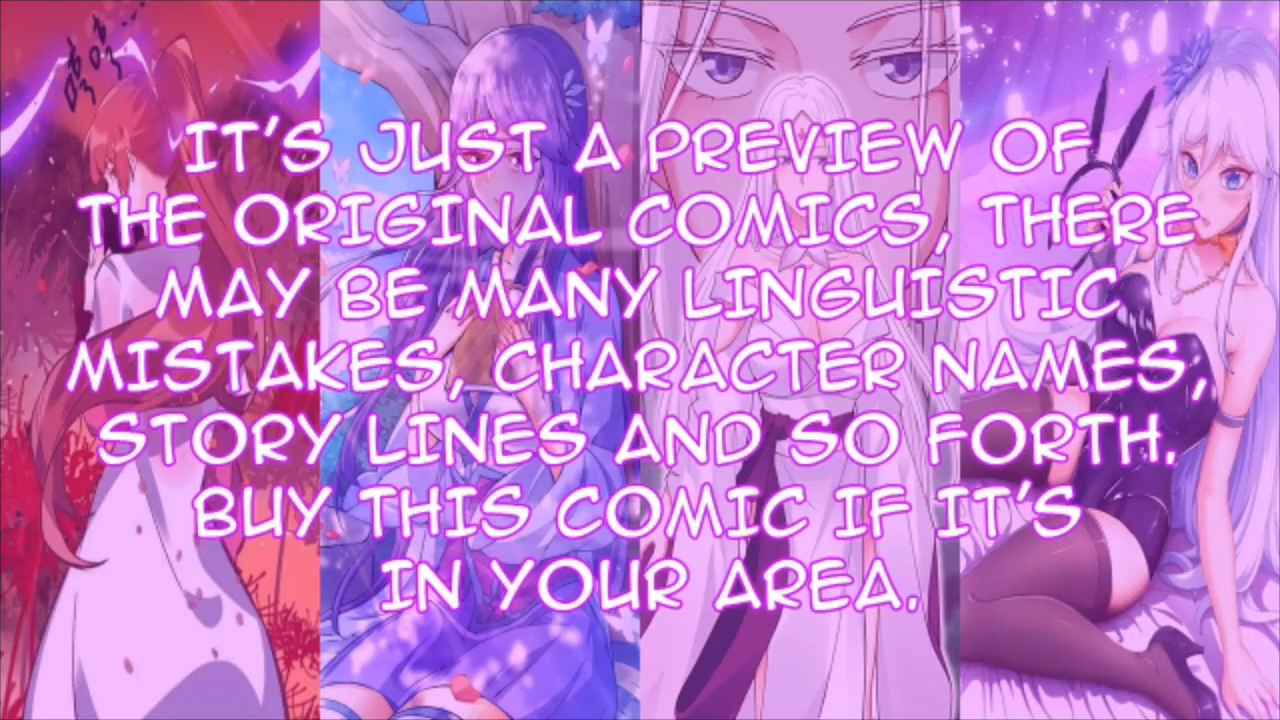 IT'S JUST A PREVIEW OF
THE ORIGINAL COMICS, THERE
MAY BE MANY LINGUISTIC
MISTAKES, CHARACTER NAMES,
STORY LINES AND SO FORTH.
BUY THIS COMIC IF IT'S
IN YOUR AREA.